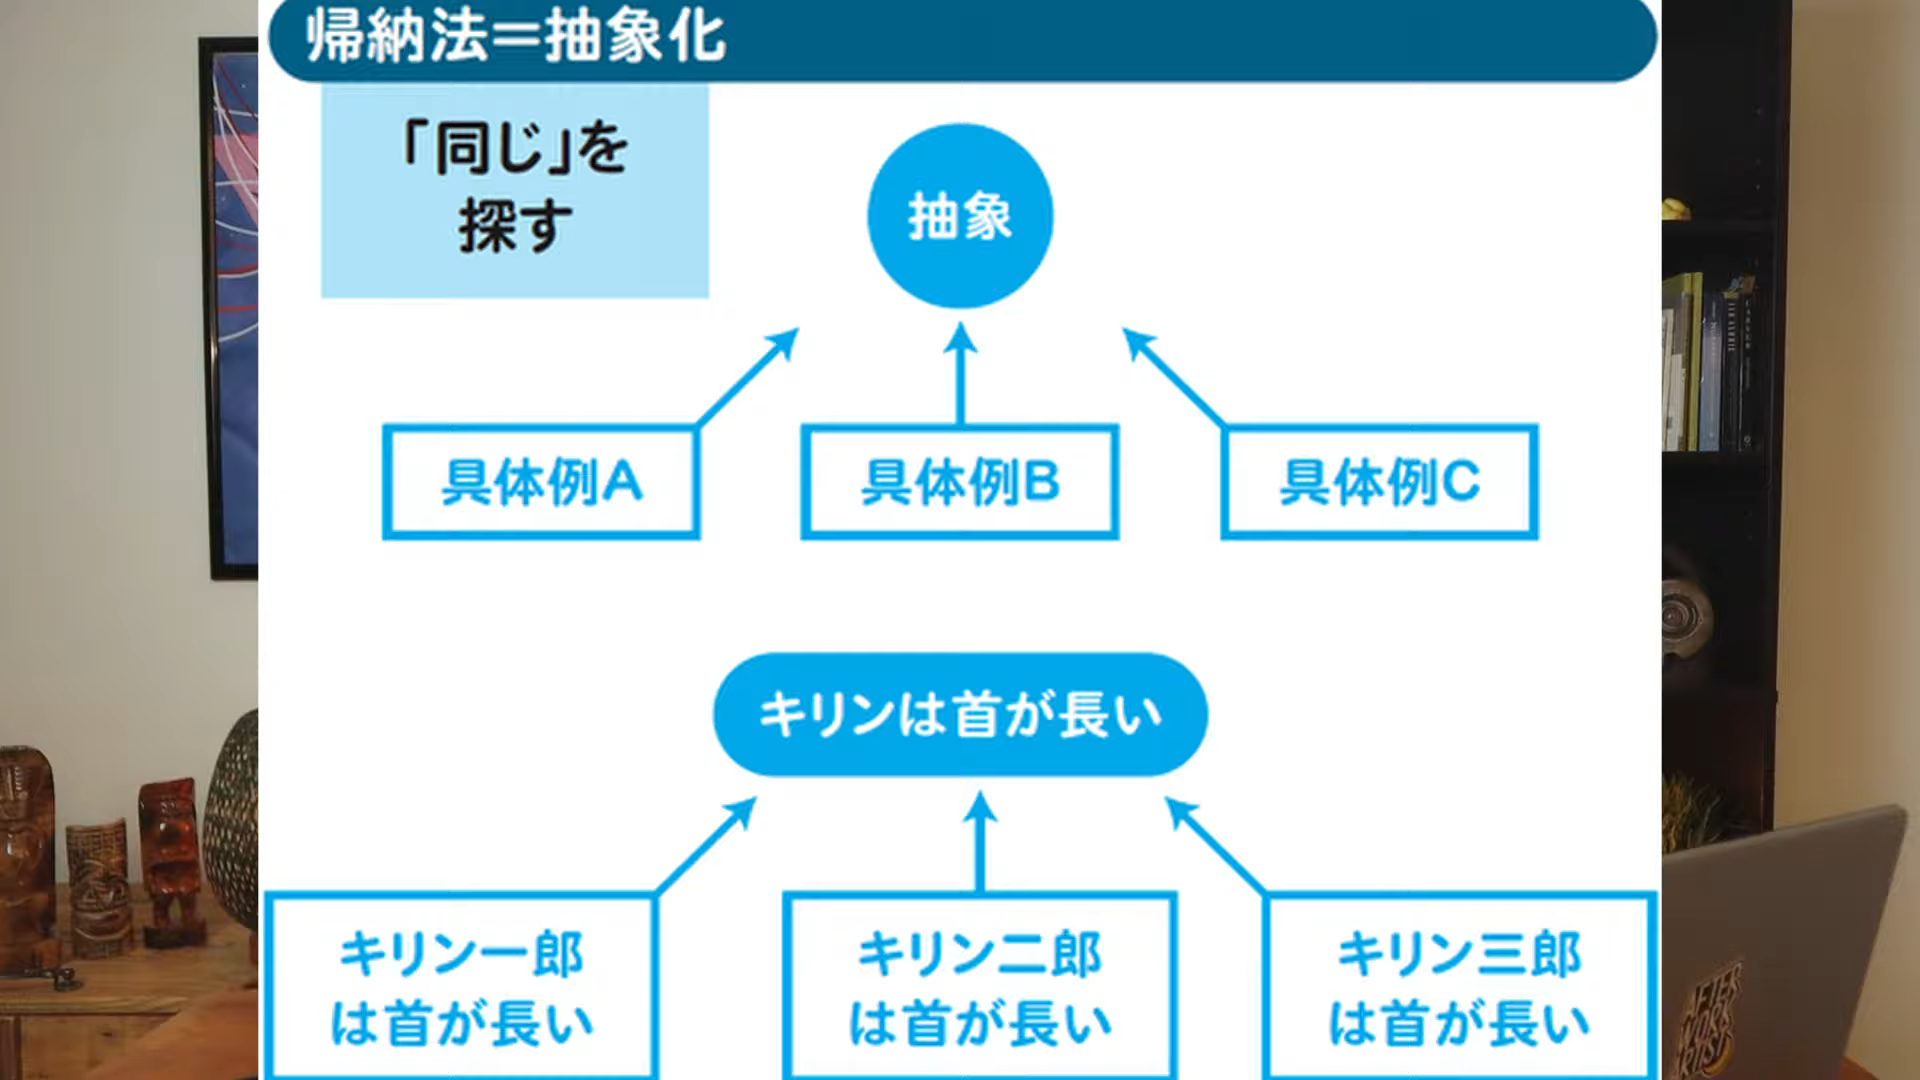 帰納法＝抽象化
「同じ」を
探す
抽象
具体例A
具体例B
具体例C
キリンは首が長い
キリン一郎
は首が長い
キリン二郎
は首が長い
キリン三郎
は首が長い